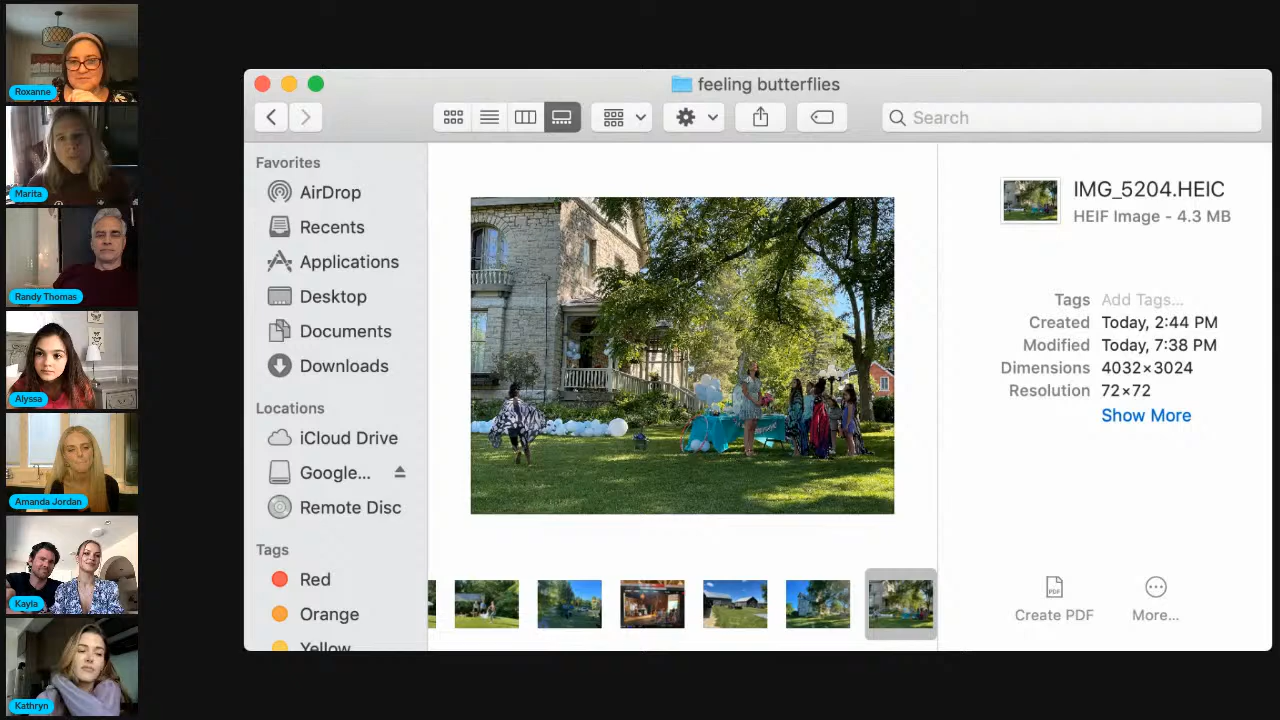 Roxanne
Marita
Randy Thomas
Alyssa
Amanda Jordan
Kayla
Kathryn
feeling butterflies
Search
Favorites
AirDrop
Recents
Applications
Desktop
Documents
Downloads
Locations
iCloud Drive
Google...
Remote Disc
Tags
Red
Orange
Yellow
IMG_5204.HEIC
HEIF Image - 4.3 MB
Tags Add Tags...
Created Today, 2:44 PM
Modified Today, 7:38 PM
Dimensions 4032×3024
Resolution 72×72
Show More
PDF
Create PDF
More...